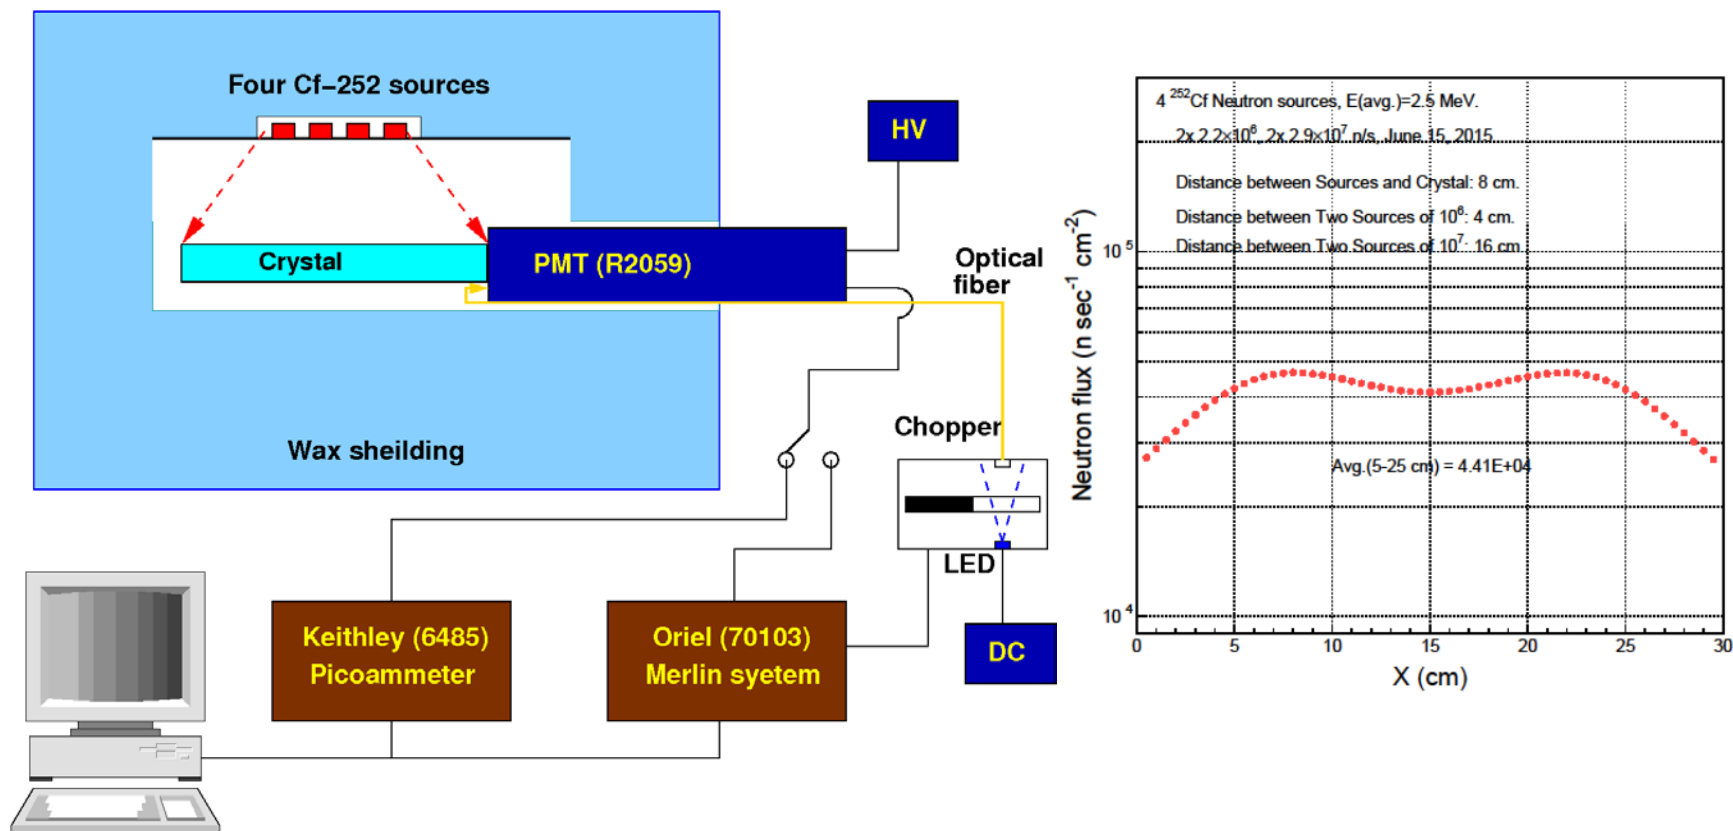 Four Cf-252 sources
HV
Crystal
PMT (R2059)
Optical
fiber
Wax sheilding
Chopper
LED
DC
Keithley (6485)
Picoammeter
Oriel (70103)
Merlin syetem
4 ²⁵²Cf Neutron sources, E(avg.)=2.5 MeV.
2x 2.2×10⁶, 2x 2.9×10⁷ n/s, June 15, 2015
Distance between Sources and Crystal: 8 cm.
Distance between Two Sources of 10⁶: 4 cm.
Distance between Two Sources of 10⁷: 16 cm.
Avg.(5-25 cm) = 4.41E+04
Neutron flux (n sec⁻¹ cm⁻²)
10⁵
10⁴
0 5 10 15 20 25 30
X (cm)